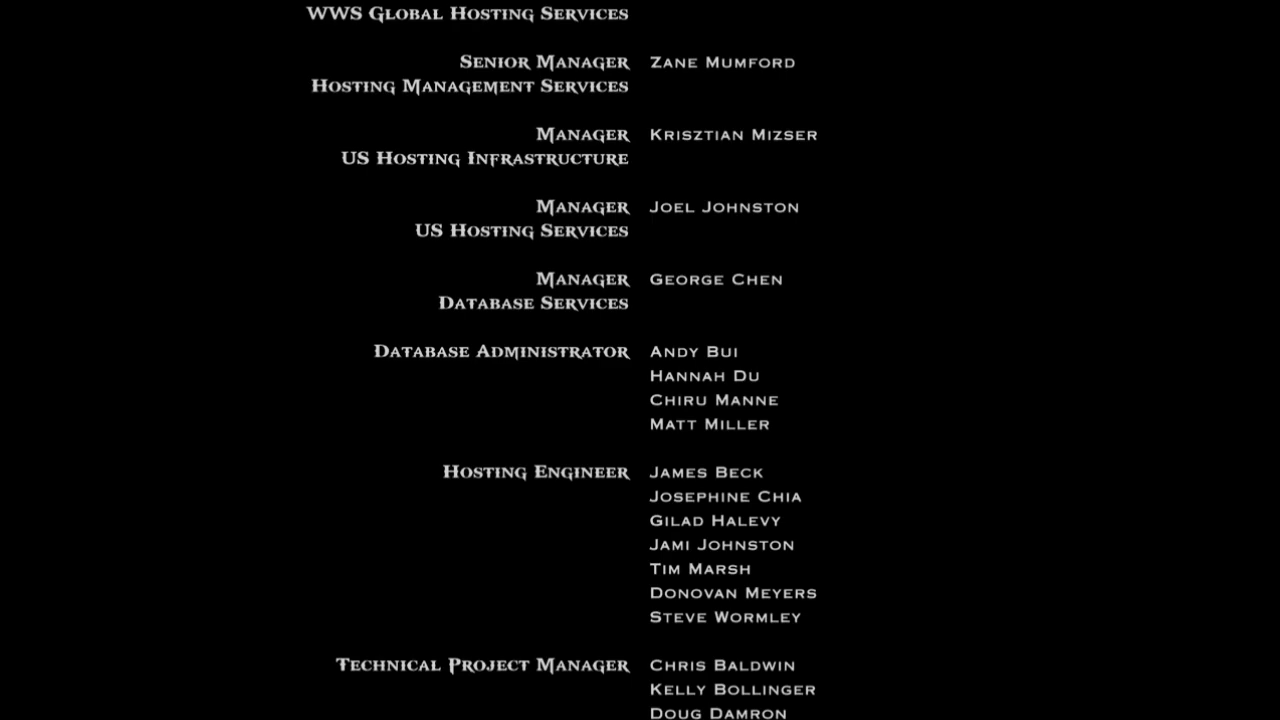 WWS Global Hosting Services
Senior Manager Zane Mumford
Hosting Management Services
Manager Krisztian Mizser
US Hosting Infrastructure
Manager Joel Johnston
US Hosting Services
Manager George Chen
Database Services
Database Administrator Andy Bui
Hannah Du
Chiru Manne
Matt Miller
Hosting Engineer James Beck
Josephine Chia
Gilad Halevy
Jami Johnston
Tim Marsh
Donovan Meyers
Steve Wormley
Technical Project Manager Chris Baldwin
Kelly Bollinger
Doug Damron